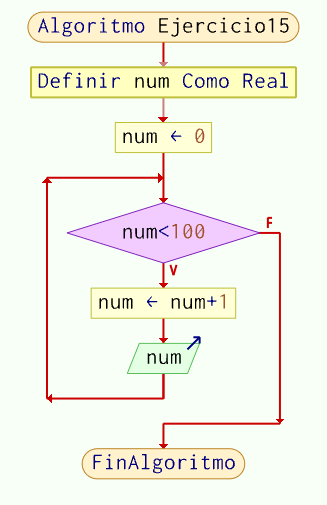 Algoritmo Ejercicio15
Definir num Como Real
num ← 0
num<100
F
V
num ← num+1
num
FinAlgoritmo